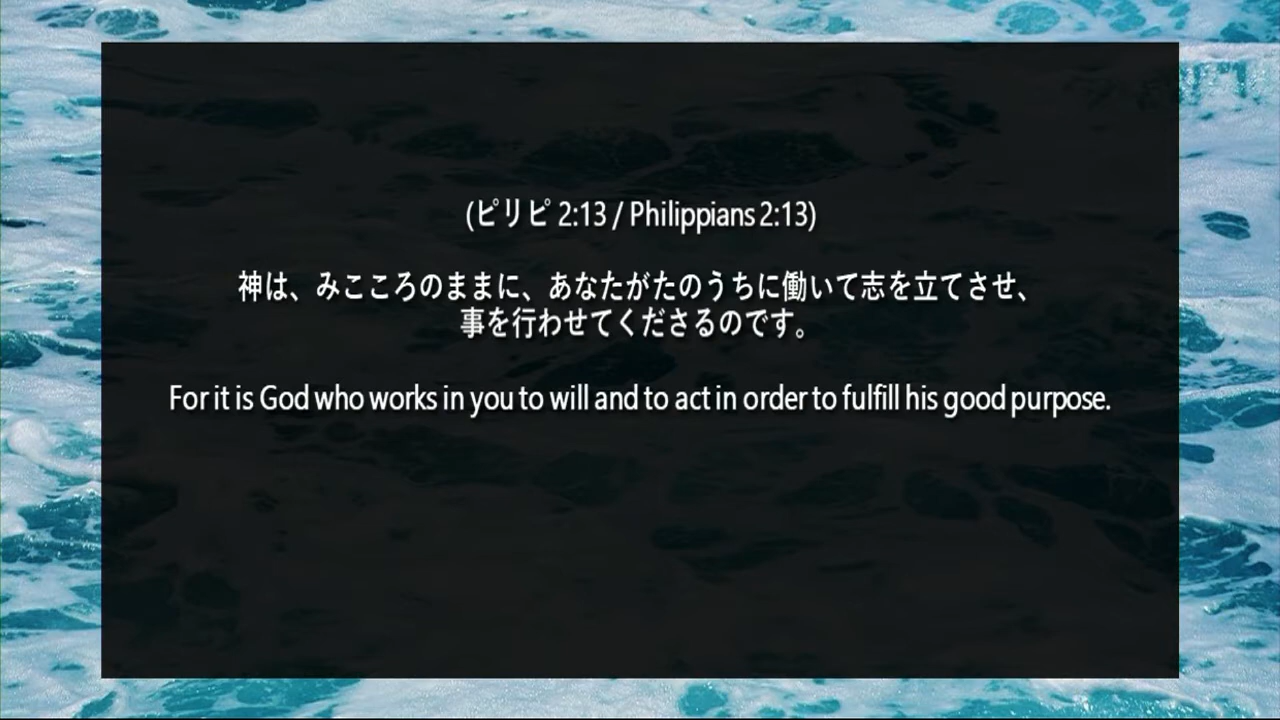 (ピリピ 2:13 / Philippians 2:13)
神は、みこころのままに、あなたがたのうちに働いて志を立てさせ、
事を行わせてくださるのです。
For it is God who works in you to will and to act in order to fulfill his good purpose.